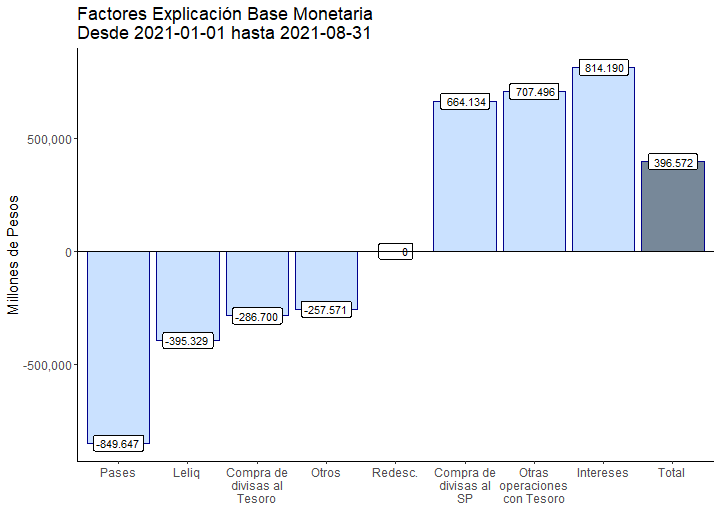 Factores Explicación Base Monetaria
Desde 2021-01-01 hasta 2021-08-31
Millones de Pesos
500,000
0
-500,000
-849.647
-395.329
-286.700
-257.571
0
664.134
707.496
814.190
396.572
Pases
Leliq
Compra de
divisas al
Tesoro
Otros
Redesc.
Compra de
divisas al
SP
Otras
operaciones
con Tesoro
Intereses
Total